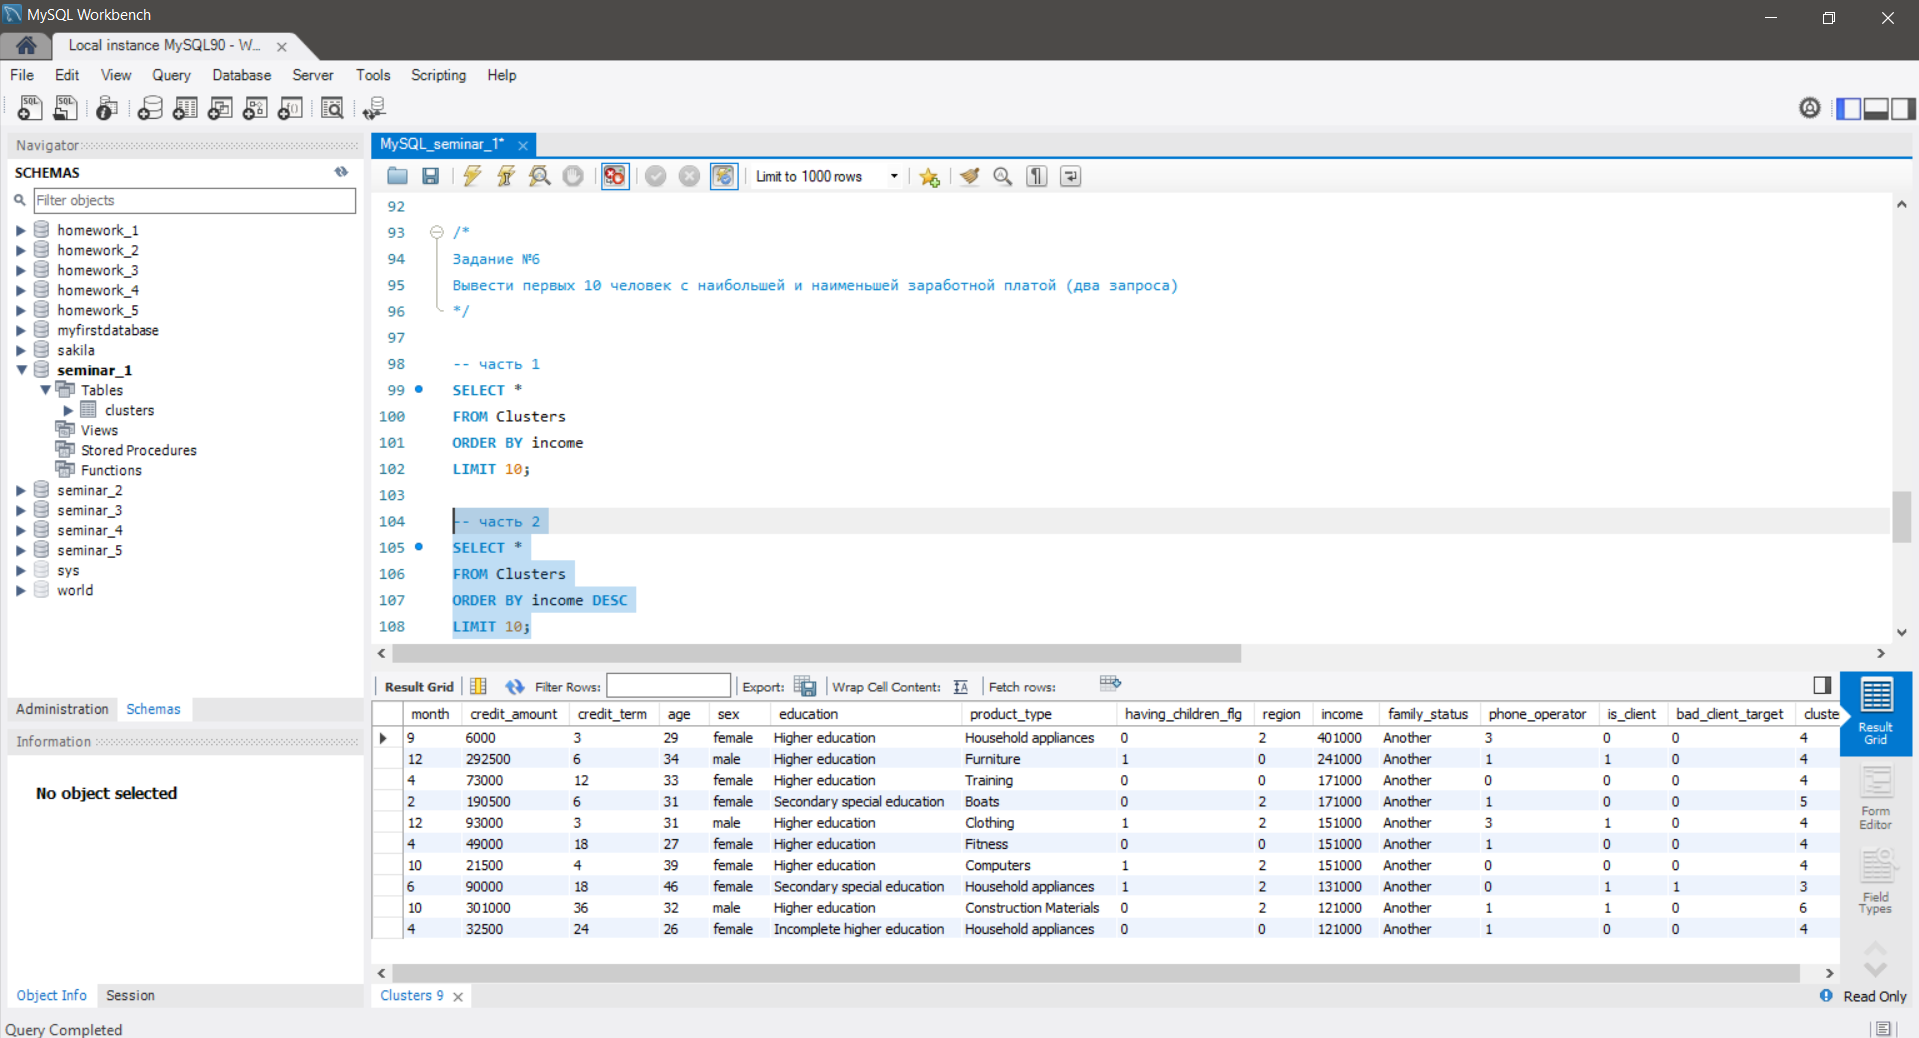 MySQL Workbench
Local instance MySQL90 - W...
File Edit View Query Database Server Tools Scripting Help
Navigator
SCHEMAS
Filter objects
homework_1
homework_2
homework_3
homework_4
homework_5
myfirstdatabase
sakila
seminar_1
Tables
clusters
Views
Stored Procedures
Functions
seminar_2
seminar_3
seminar_4
seminar_5
sys
world
Administration Schemas
Information
No object selected
Object Info Session
MySQL_seminar_1*
Limit to 1000 rows
92
93 /*
94 Задание №6
95 Вывести первых 10 человек с наибольшей и наименьшей заработной платой (два запроса)
96 */
97
98 -- часть 1
99 SELECT *
100 FROM Clusters
101 ORDER BY income
102 LIMIT 10;
103
104 -- часть 2
105 SELECT *
106 FROM Clusters
107 ORDER BY income DESC
108 LIMIT 10;
Result Grid Filter Rows: Export: Wrap Cell Content: Fetch rows:
month credit_amount credit_term age sex education product_type having_children_flg region income family_status phone_operator is_client bad_client_target cluste
9 6000 3 29 female Higher education Household appliances 0 2 401000 Another 3 0 0 4
12 292500 6 34 male Higher education Furniture 1 0 241000 Another 1 1 0 4
4 73000 12 33 female Higher education Training 0 0 171000 Another 0 0 0 4
2 190500 6 31 female Secondary special education Boats 0 2 171000 Another 1 0 0 5
12 93000 3 31 male Higher education Clothing 1 2 151000 Another 3 1 0 4
4 49000 18 27 female Higher education Fitness 0 0 151000 Another 1 0 0 4
10 21500 4 39 female Higher education Computers 1 2 151000 Another 0 0 0 4
6 90000 18 46 female Secondary special education Household appliances 1 2 131000 Another 0 1 1 3
10 301000 36 32 male Higher education Construction Materials 0 2 121000 Another 1 1 0 6
4 32500 24 26 female Incomplete higher education Household appliances 0 0 121000 Another 1 0 0 4
Result
Grid
Form
Editor
Field
Types
Clusters 9
Read Only
Query Completed